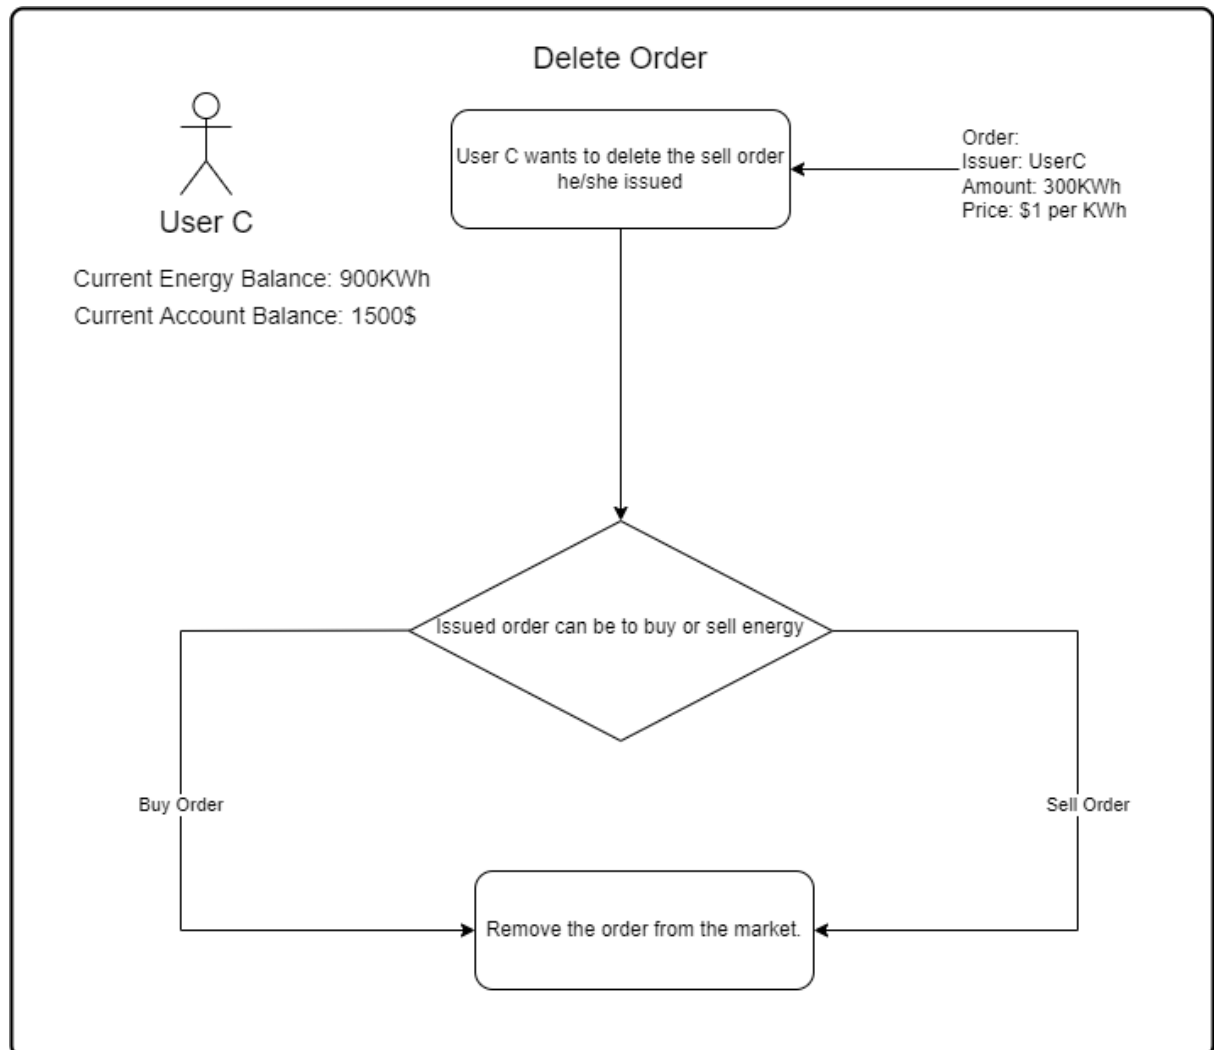 Delete Order
User C
Current Energy Balance: 900KWh
Current Account Balance: 1500$
User C wants to delete the sell order
he/she issued
Order:
Issuer: UserC
Amount: 300KWh
Price: $1 per KWh
Issued order can be to buy or sell energy
Buy Order
Sell Order
Remove the order from the market.